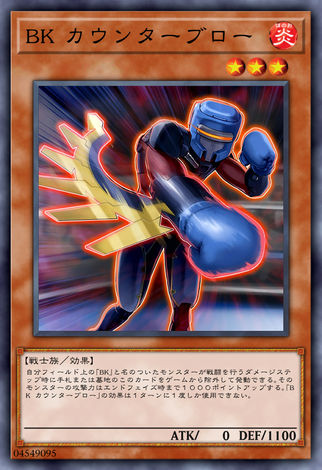 BK カウンターブロー
ほのお
炎
【戦士族／効果】
自分フィールド上の「BK」と名のついたモンスターが戦闘を行うダメージス
テップ時に手札または墓地のこのカードをゲームから除外して発動できる。その
モンスターの攻撃力はエンドフェイズ時まで１０００ポイントアップする。「B
K カウンターブロー」の効果は１ターンに１度しか使用できない。
ATK/ 0 DEF/1100
04549095